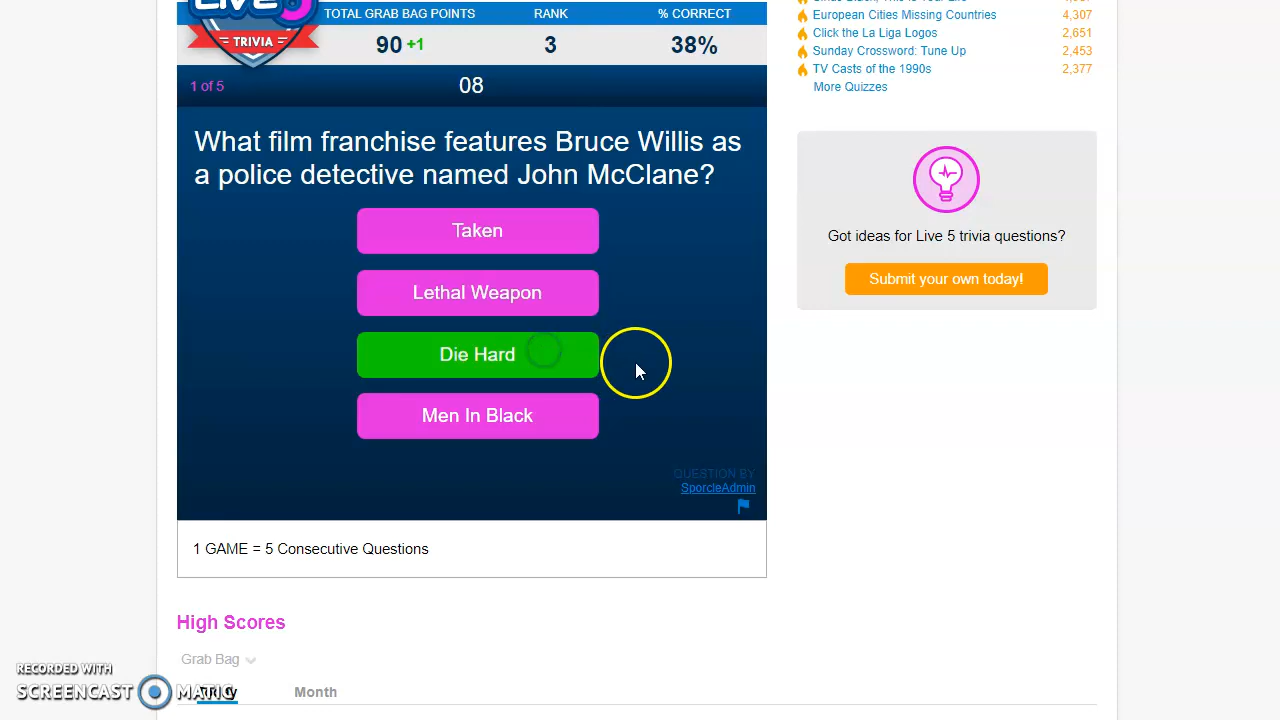 LIVE 5
TRIVIA
TOTAL GRAB BAG POINTS
RANK
% CORRECT
90 +1
3
38%
1 of 5
08
What film franchise features Bruce Willis as
a police detective named John McClane?
Taken
Lethal Weapon
Die Hard
Men In Black
QUESTION BY
SporcleAdmin
1 GAME = 5 Consecutive Questions
High Scores
Grab Bag
Month
European Cities Missing Countries 4,307
Click the La Liga Logos 2,651
Sunday Crossword: Tune Up 2,453
TV Casts of the 1990s 2,377
More Quizzes
Got ideas for Live 5 trivia questions?
Submit your own today!
RECORDED WITH
SCREENCAST MATIC